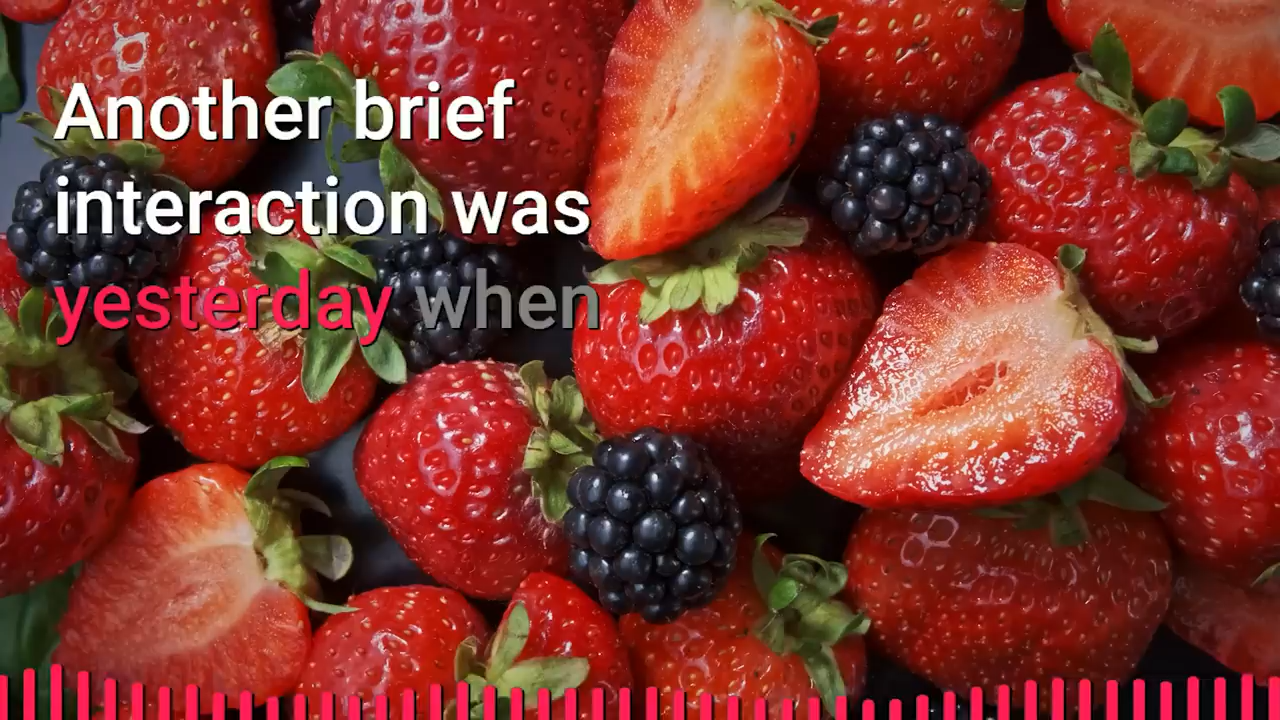 Another brief
interaction was
yesterday when